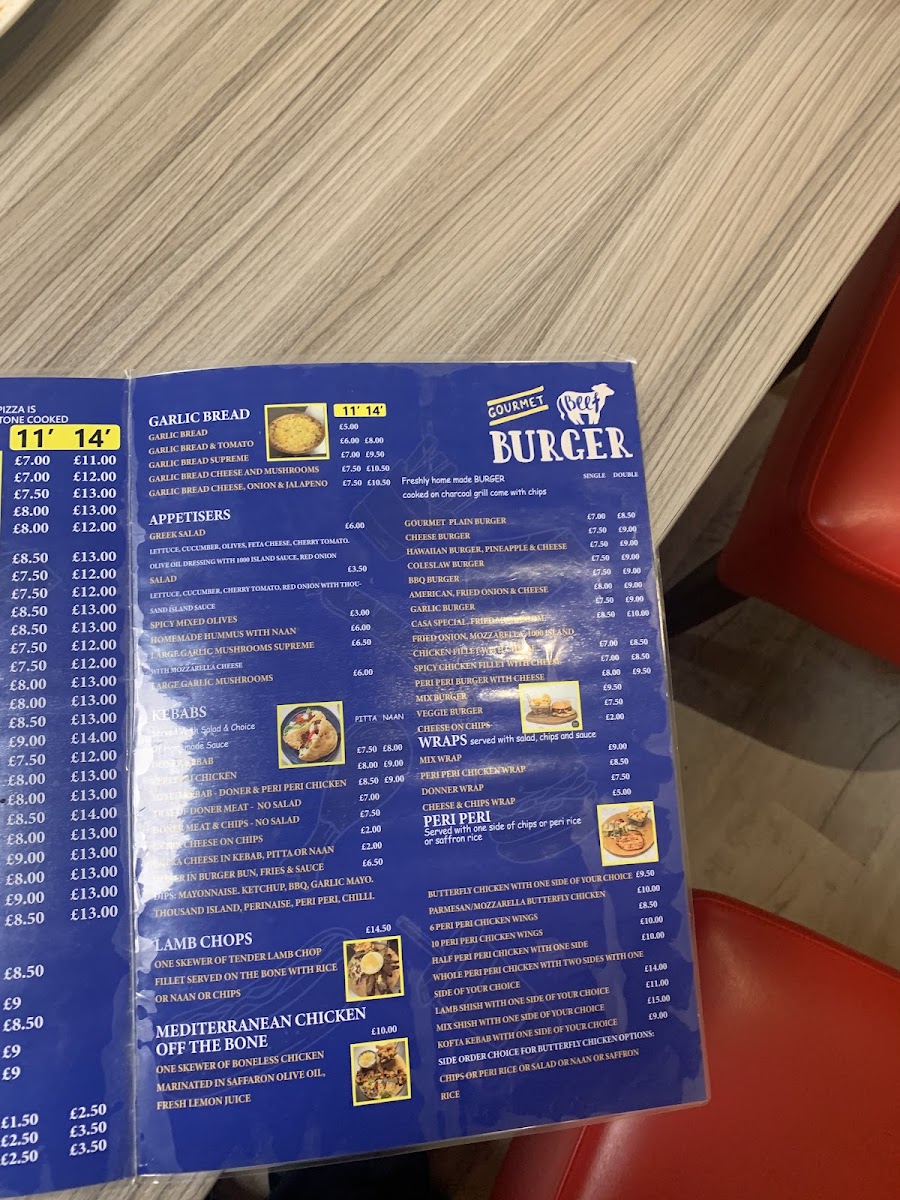 PIZZA IS
TONE COOKED
11' 14'
£7.00 £11.00
£7.00 £12.00
£7.50 £13.00
£8.00 £13.00
£8.00 £12.00
£8.50 £13.00
£7.50 £12.00
£7.50 £12.00
£8.50 £13.00
£8.50 £13.00
£7.50 £12.00
£7.50 £12.00
£8.00 £13.00
£8.00 £13.00
£8.50 £13.00
£9.00 £14.00
£7.50 £12.00
£8.00 £13.00
£8.00 £13.00
£8.50 £14.00
£8.00 £13.00
£9.00 £13.00
£8.00 £13.00
£9.00 £13.00
£8.50 £13.00
£8.50
£9
£8.50
£9
£9
£1.50 £2.50
£2.50 £3.50
£2.50 £3.50
GARLIC BREAD 11' 14'
GARLIC BREAD £5.00
GARLIC BREAD & TOMATO £6.00 £8.00
GARLIC BREAD SUPREME £7.00 £9.50
GARLIC BREAD CHEESE AND MUSHROOMS £7.50 £10.50
GARLIC BREAD CHEESE, ONION & JALAPENO £7.50 £10.50
APPETISERS
GREEK SALAD £6.00
LETTUCE, CUCUMBER, OLIVES, FETA CHEESE, CHERRY TOMATO.
OLIVE OIL DRESSING WITH 1000 ISLAND SAUCE, RED ONION
SALAD £3.50
LETTUCE, CUCUMBER, CHERRY TOMATO, RED ONION WITH THOU-
SAND ISLAND SAUCE
SPICY MIXED OLIVES £3.00
HOMEMADE HUMMUS WITH NAAN £6.00
LARGE GARLIC MUSHROOMS SUPREME £6.50
WITH MOZZARELLA CHEESE
LARGE GARLIC MUSHROOMS £6.00
KEBABS PITTA NAAN
Served With Salad & Choice
Of Homemade Sauce
KEBAB £7.50 £8.00
CHICKEN £8.00 £9.00
KEBAB - DONER & PERI PERI CHICKEN £8.50 £9.00
TRAY OF DONER MEAT - NO SALAD £7.00
DONER MEAT & CHIPS - NO SALAD £7.50
CHEESE ON CHIPS £2.00
CHEESE IN KEBAB, PITTA OR NAAN £2.00
IN BURGER BUN, FRIES & SAUCE £6.50
DIPS: MAYONNAISE. KETCHUP, BBQ, GARLIC MAYO.
THOUSAND ISLAND, PERINAISE, PERI PERI, CHILLI.
LAMB CHOPS £14.50
ONE SKEWER OF TENDER LAMB CHOP
FILLET SERVED ON THE BONE WITH RICE
OR NAAN OR CHIPS
MEDITERRANEAN CHICKEN
OFF THE BONE £10.00
ONE SKEWER OF BONELESS CHICKEN
MARINATED IN SAFFARON OLIVE OIL,
FRESH LEMON JUICE
GOURMET Beef
BURGER
Freshly home made BURGER
cooked on charcoal grill come with chips
SINGLE DOUBLE
GOURMET PLAIN BURGER £7.00 £8.50
CHEESE BURGER £7.50 £9.00
HAWAIIAN BURGER, PINEAPPLE & CHEESE £7.50 £9.00
COLESLAW BURGER £7.50 £9.00
BBQ BURGER £7.50 £9.00
AMERICAN, FRIED ONION & CHEESE £8.00 £9.00
GARLIC BURGER £7.50 £9.00
CASA SPECIAL, FRIED £8.50 £10.00
FRIED ONION, MOZZARELLA, 1000 ISLAND
CHICKEN FILLET WITH £7.00 £8.50
SPICY CHICKEN FILLET WITH CHEESE £7.00 £8.50
PERI PERI BURGER WITH CHEESE £8.00 £9.50
MIX BURGER £9.50
VEGGIE BURGER £7.50
CHEESE ON CHIPS £2.00
WRAPS served with salad, chips and sauce
MIX WRAP £9.00
PERI PERI CHICKEN WRAP £8.50
DONNER WRAP £7.50
CHEESE & CHIPS WRAP £5.00
PERI PERI
Served with one side of chips or peri rice
or saffron rice
BUTTERFLY CHICKEN WITH ONE SIDE OF YOUR CHOICE £9.50
PARMESAN/MOZZARELLA BUTTERFLY CHICKEN £10.00
6 PERI PERI CHICKEN WINGS £8.50
10 PERI PERI CHICKEN WINGS £10.00
HALF PERI PERI CHICKEN WITH ONE SIDE £10.00
WHOLE PERI PERI CHICKEN WITH TWO SIDES WITH ONE
SIDE OF YOUR CHOICE £14.00
LAMB SHISH WITH ONE SIDE OF YOUR CHOICE £11.00
MIX SHISH WITH ONE SIDE OF YOUR CHOICE £15.00
KOFTA KEBAB WITH ONE SIDE OF YOUR CHOICE £9.00
SIDE ORDER CHOICE FOR BUTTERFLY CHICKEN OPTIONS:
CHIPS OR PERI RICE OR SALAD OR NAAN OR SAFFRON
RICE